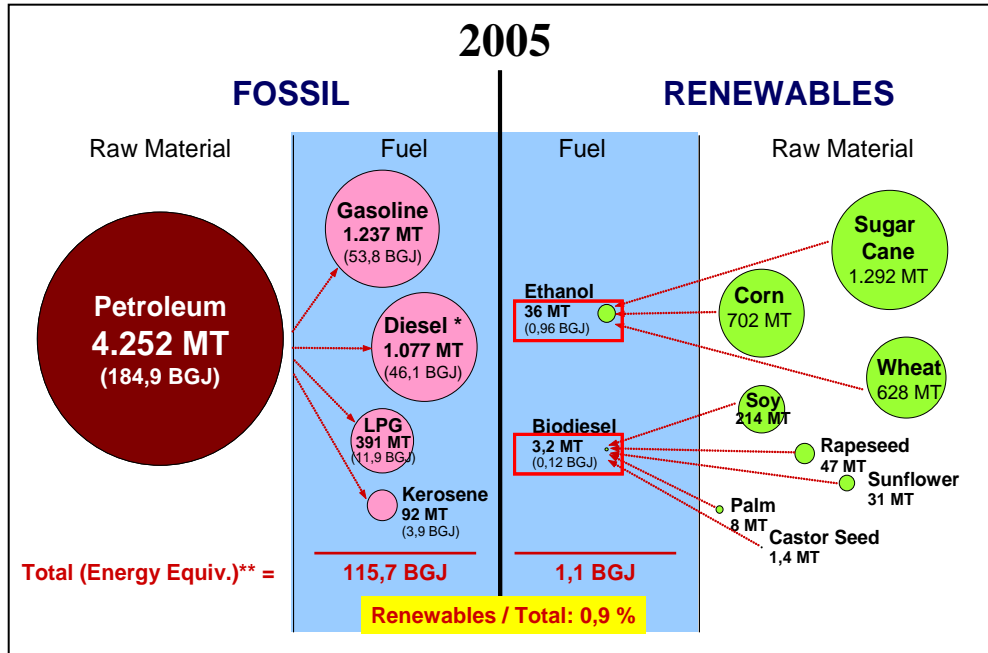 2005
FOSSIL
RENEWABLES
Raw Material
Fuel
Fuel
Raw Material
Petroleum
4.252 MT
(184,9 BGJ)
Gasoline
1.237 MT
(53,8 BGJ)
Diesel *
1.077 MT
(46,1 BGJ)
LPG
391 MT
(11,9 BGJ)
Kerosene
92 MT
(3,9 BGJ)
Ethanol
36 MT
(0,96 BGJ)
Biodiesel
3,2 MT
(0,12 BGJ)
Sugar
Cane
1.292 MT
Corn
702 MT
Wheat
628 MT
Soy
214 MT
Rapeseed
47 MT
Sunflower
31 MT
Palm
8 MT
Castor Seed
1,4 MT
Total (Energy Equiv.)** =
115,7 BGJ
1,1 BGJ
Renewables / Total: 0,9 %